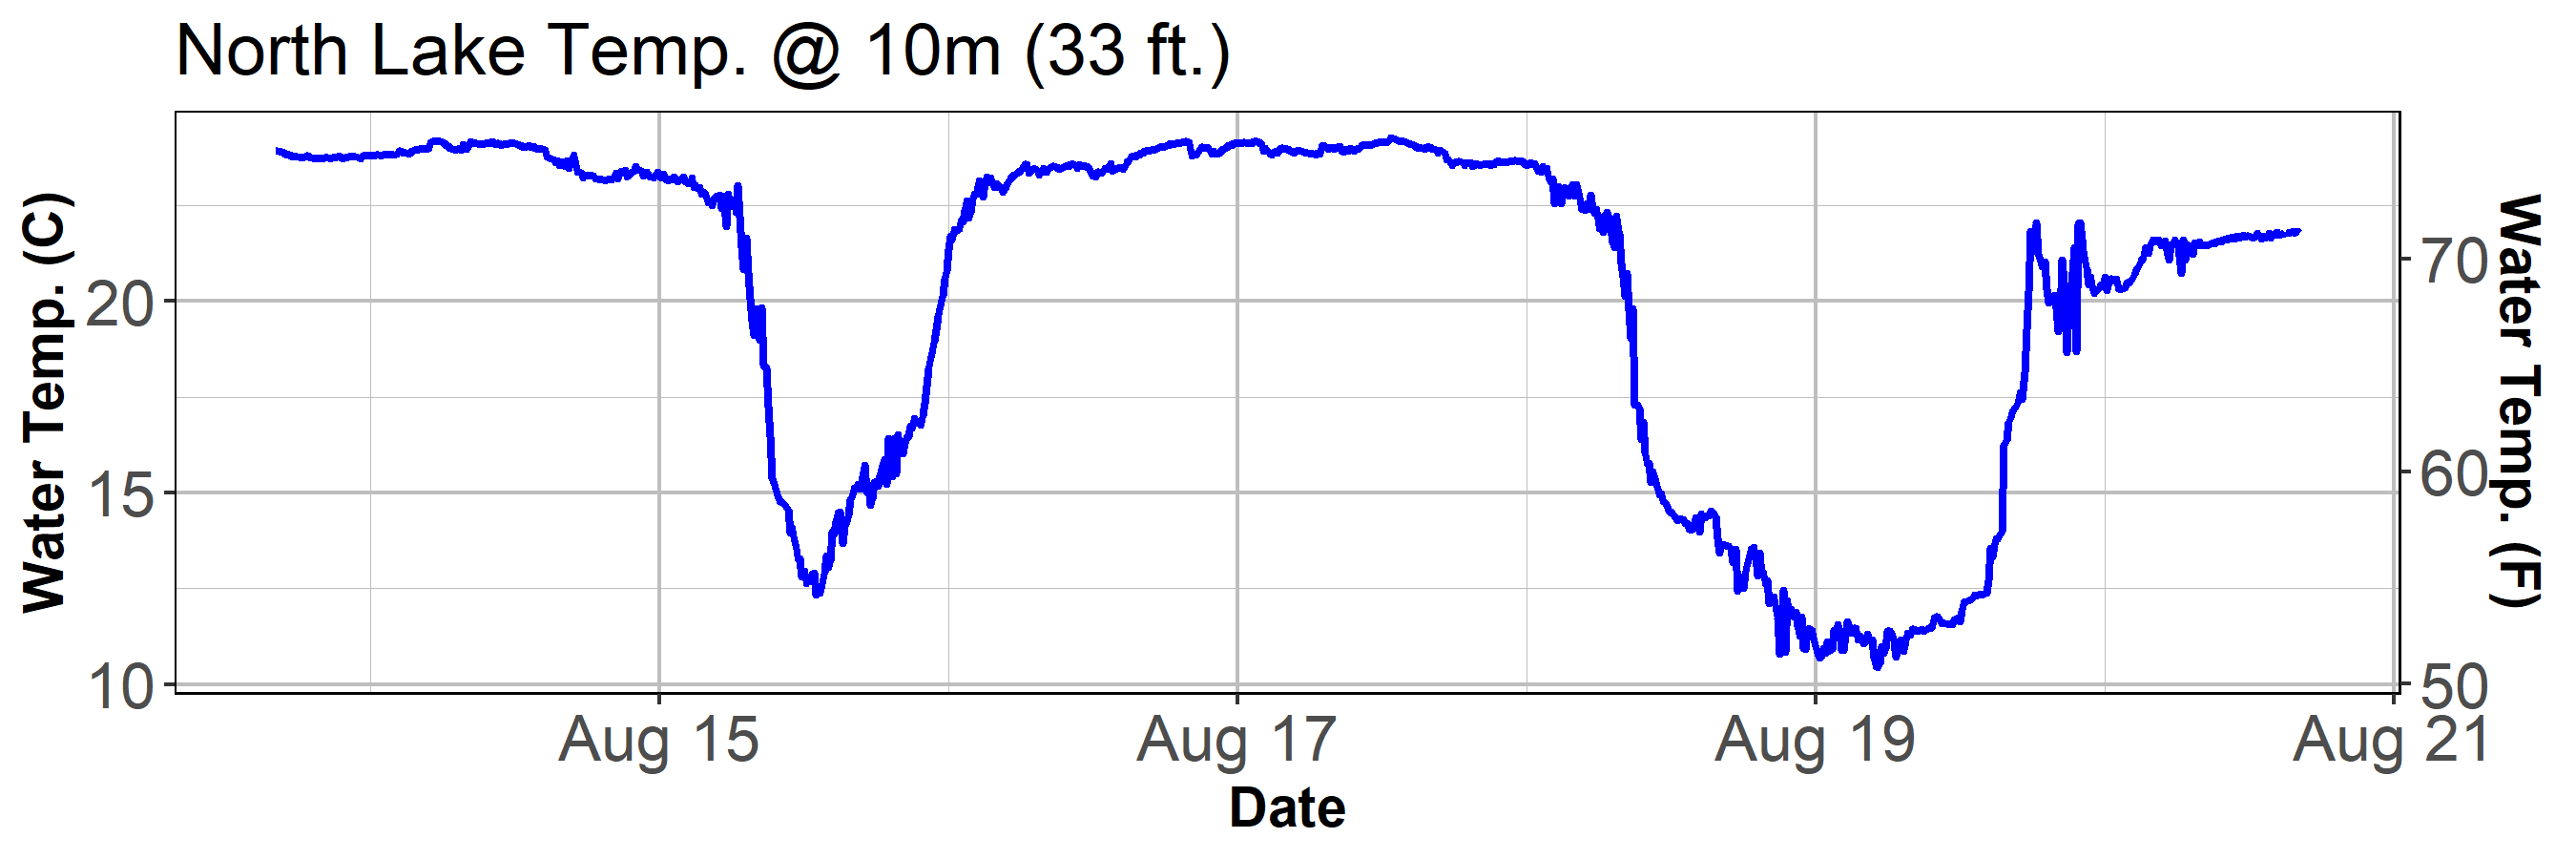 North Lake Temp. @ 10m (33 ft.)
Water Temp. (C)
20
15
10
70
60
50
Water Temp. (F)
Aug 15
Aug 17
Aug 19
Aug 21
Date